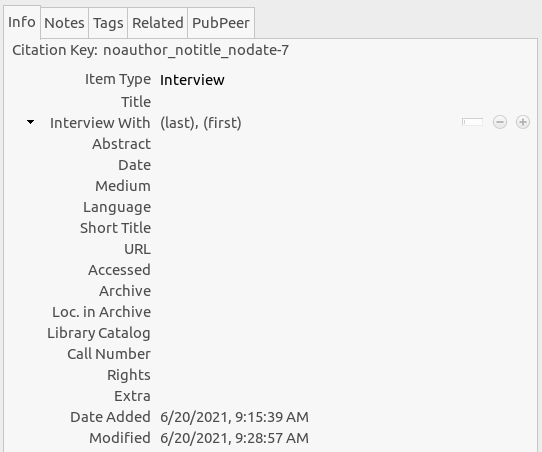 Info Notes Tags Related PubPeer
Citation Key: noauthor_notitle_nodate-7
Item Type Interview
Title
Interview With (last), (first)
Abstract
Date
Medium
Language
Short Title
URL
Accessed
Archive
Loc. in Archive
Library Catalog
Call Number
Rights
Extra
Date Added 6/20/2021, 9:15:39 AM
Modified 6/20/2021, 9:28:57 AM